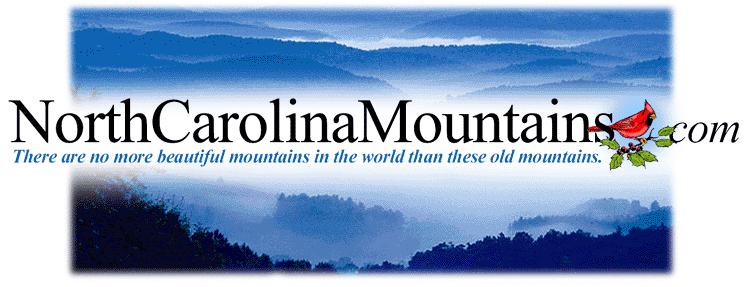 NorthCarolinaMountains.com
There are no more beautiful mountains in the world than these old mountains.